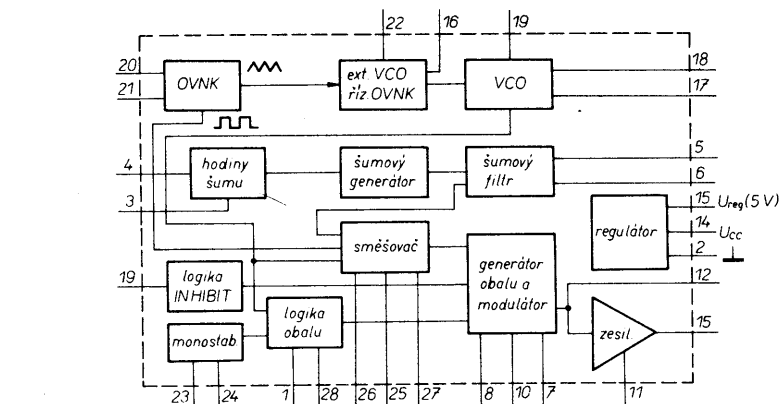 22 16 19
20 OVNK ext. VCO VCO 18
21 říz. OVNK 17
4 hodiny šumový šumový 5
šumu generátor filtr 6
3
15 Ureg (5 V)
regulátor 14 Ucc
směšovač 2
19 logika generátor 12
INHIBIT obalu a
logika modulátor
monostab. obalu zesil. 15
23 24 1 28 26 25 27 8 10 7 11